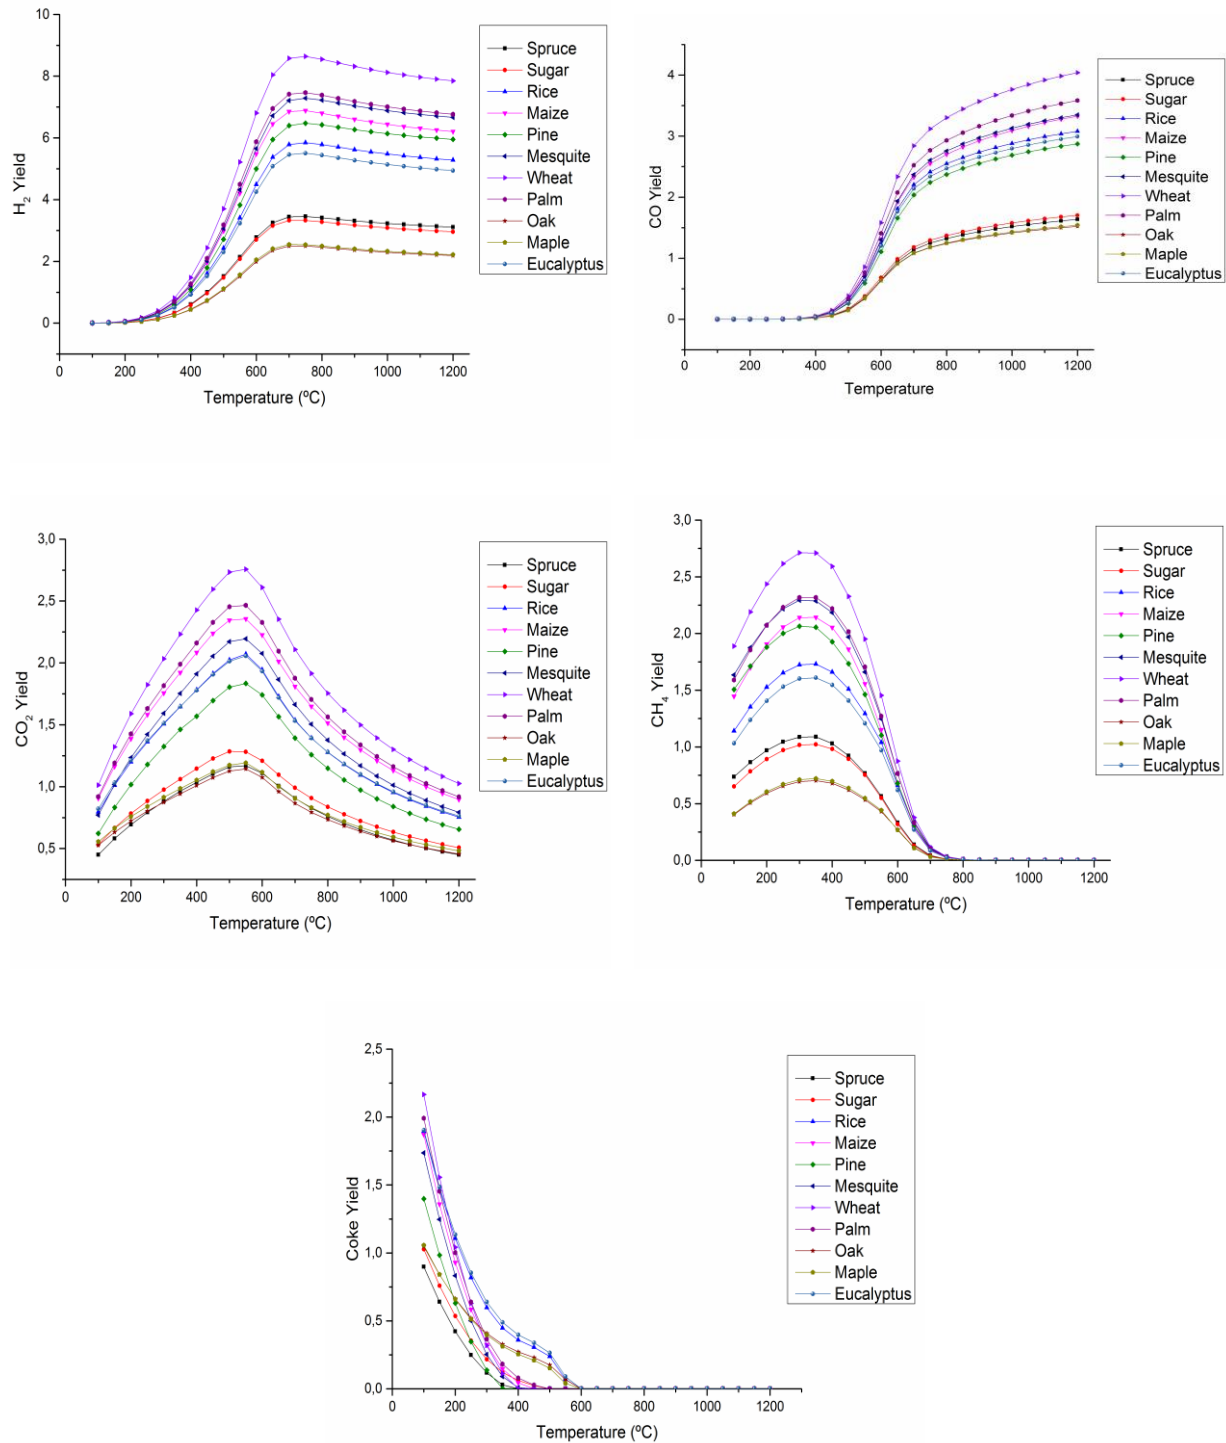 10
8
6
4
2
0
H2 Yield
0 200 400 600 800 1000 1200
Temperature (ºC)
Spruce
Sugar
Rice
Maize
Pine
Mesquite
Wheat
Palm
Oak
Maple
Eucalyptus
4
3
2
1
0
CO Yield
0 200 400 600 800 1000 1200
Temperature
Spruce
Sugar
Rice
Maize
Pine
Mesquite
Wheat
Palm
Oak
Maple
Eucalyptus
3,0
2,5
2,0
1,5
1,0
0,5
CO2 Yield
0 200 400 600 800 1000 1200
Temperature (ºC)
Spruce
Sugar
Rice
Maize
Pine
Mesquite
Wheat
Palm
Oak
Maple
Eucalyptus
3,0
2,5
2,0
1,5
1,0
0,5
0,0
CH4 Yield
0 200 400 600 800 1000 1200
Temperature (ºC)
Spruce
Sugar
Rice
Maize
Pine
Mesquite
Wheat
Palm
Oak
Maple
Eucalyptus
2,5
2,0
1,5
1,0
0,5
0,0
Coke Yield
0 200 400 600 800 1000 1200
Temperature (ºC)
Spruce
Sugar
Rice
Maize
Pine
Mesquite
Wheat
Palm
Oak
Maple
Eucalyptus